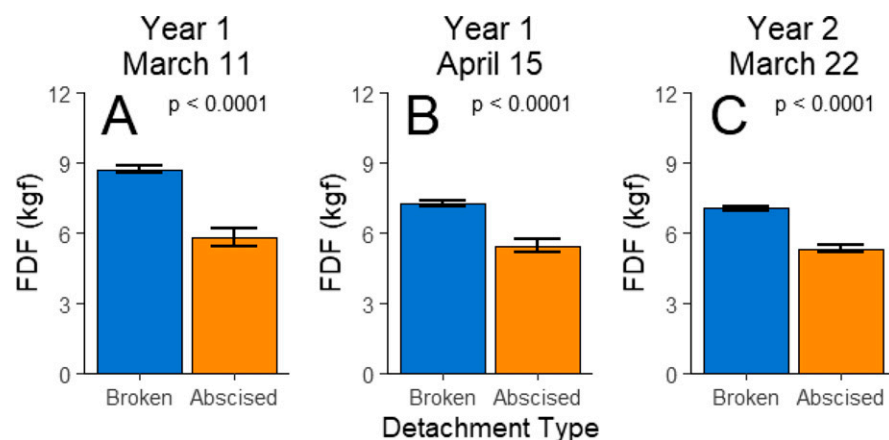 Year 1
March 11
A
p < 0.0001
12
9
6
3
0
FDF (kgf)
Broken Abscised
Year 1
April 15
B
p < 0.0001
12
9
6
3
0
FDF (kgf)
Broken Abscised
Year 2
March 22
C
p < 0.0001
12
9
6
3
0
FDF (kgf)
Broken Abscised
Detachment Type